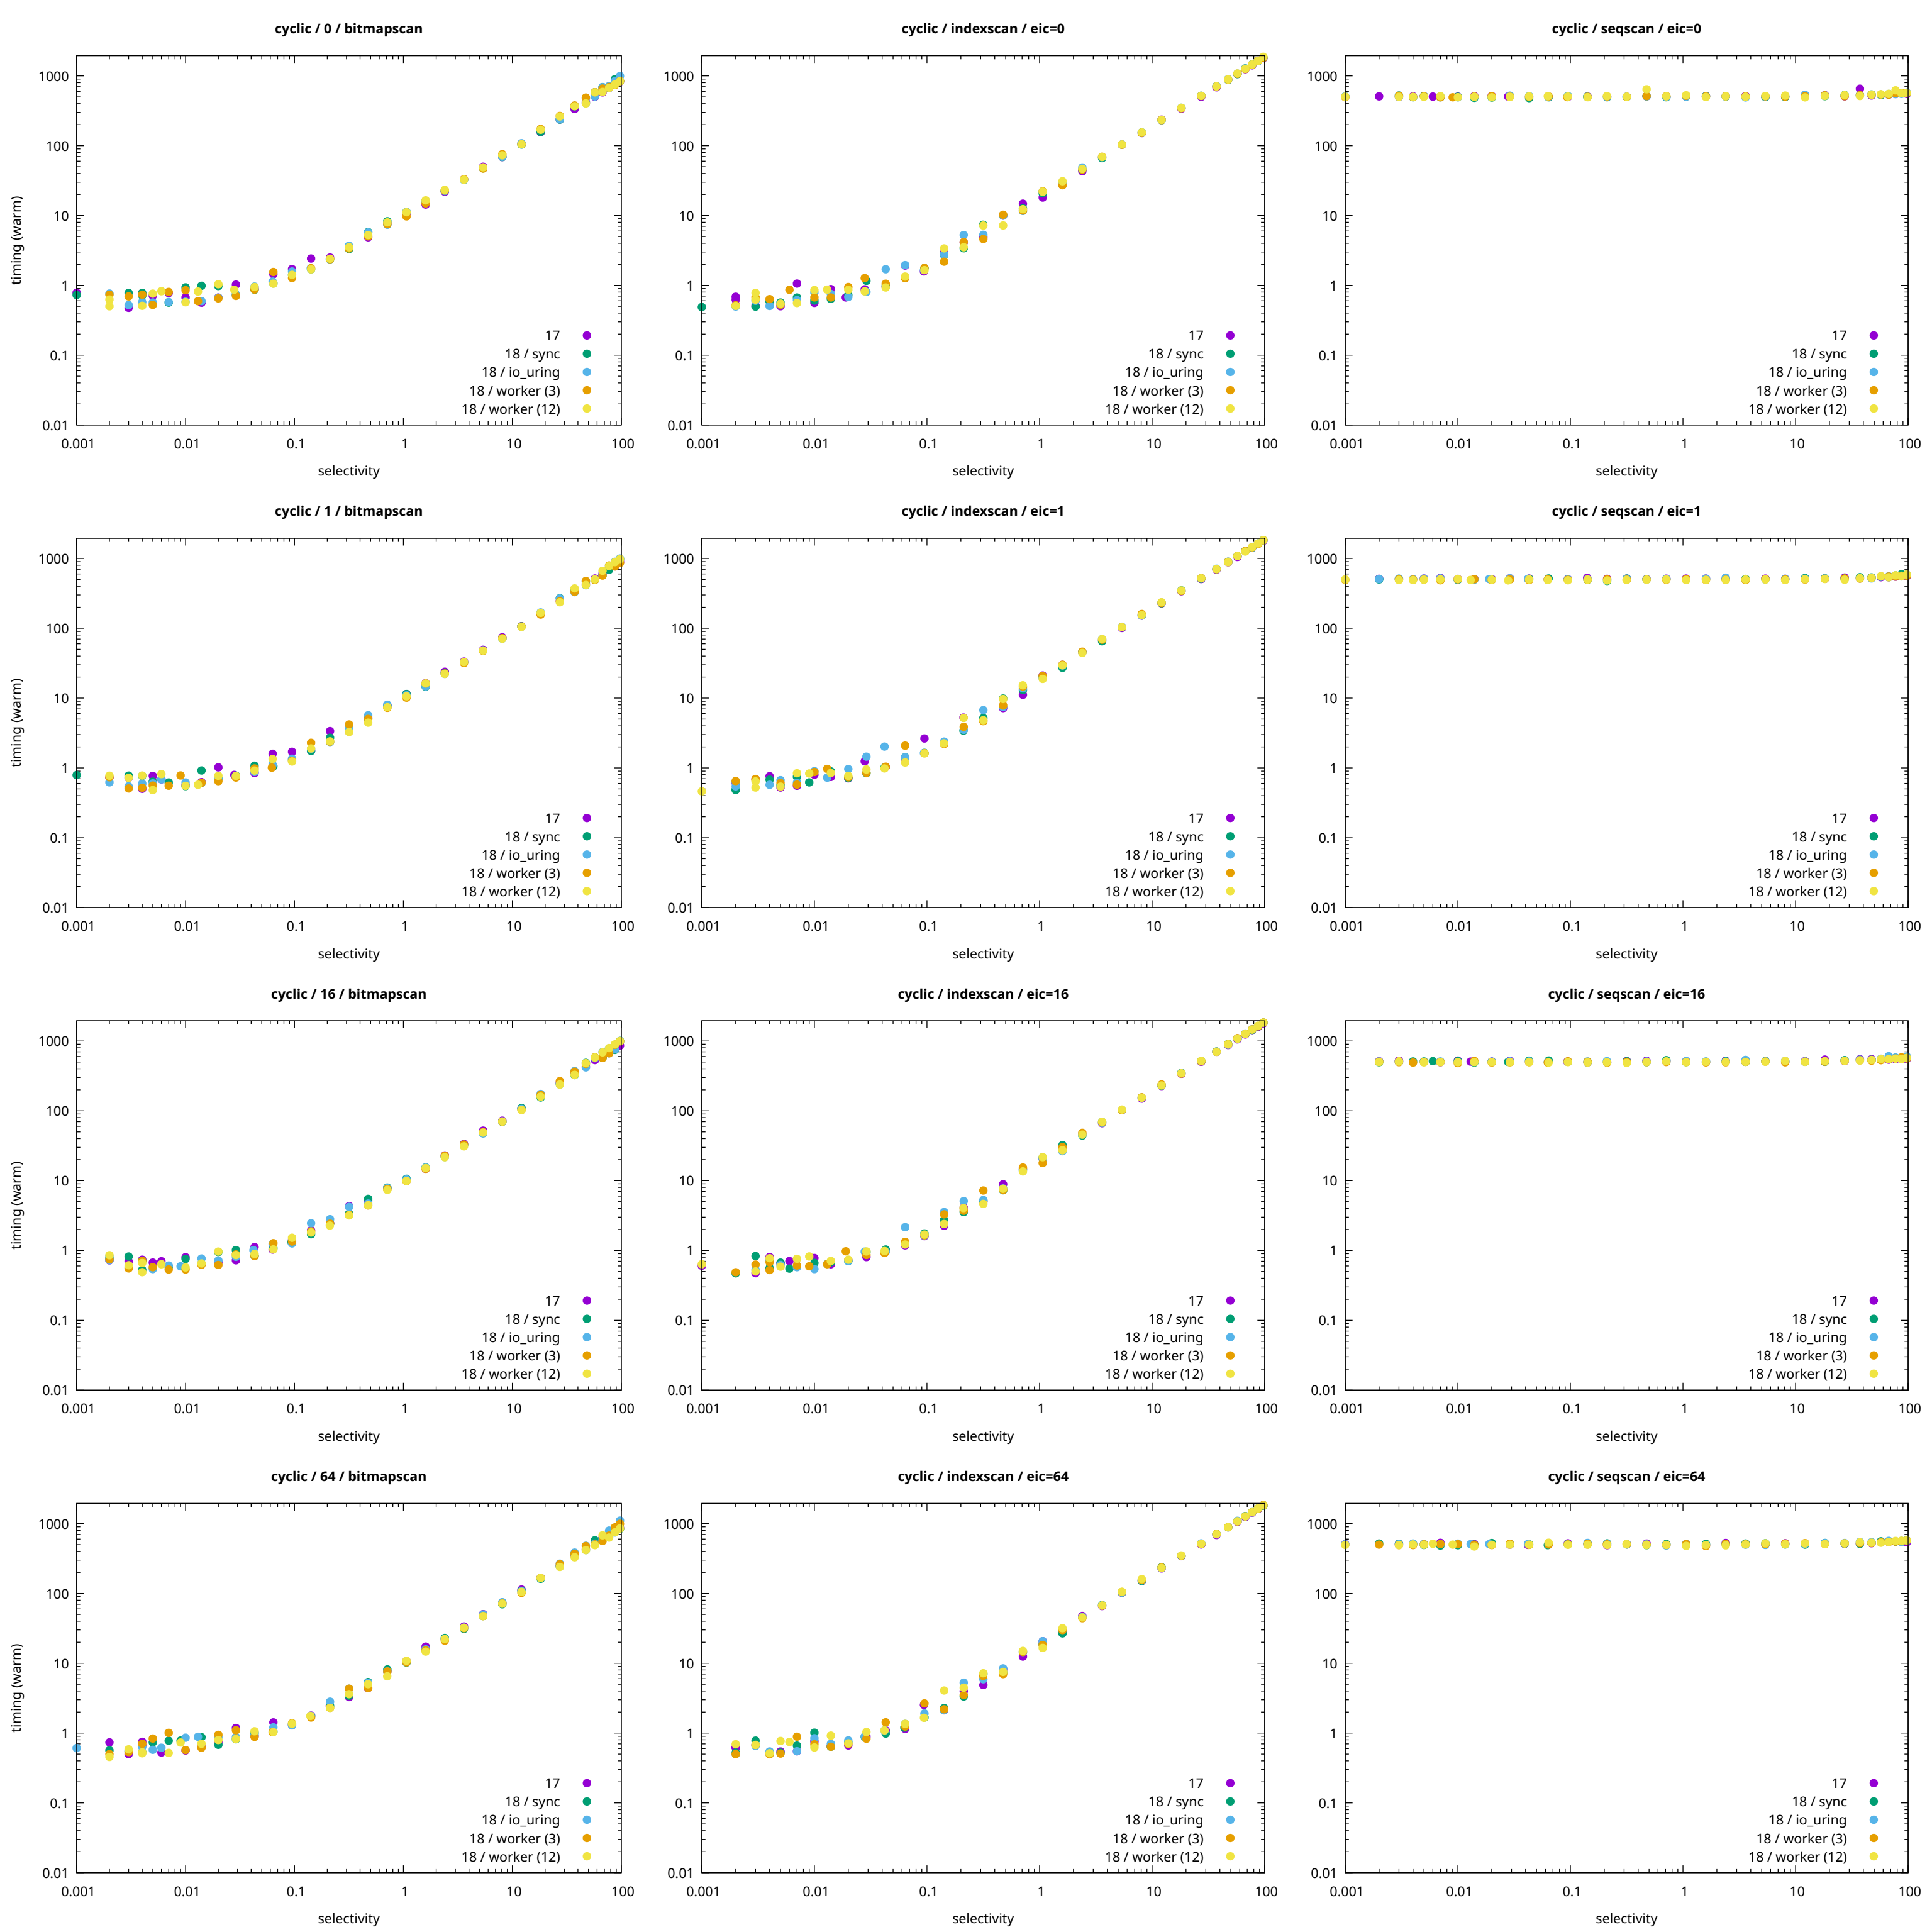 cyclic / 0 / bitmapscan
1000
100
10
1
0.1
0.01
timing (warm)
17
18 / sync
18 / io_uring
18 / worker (3)
18 / worker (12)
0.001 0.01 0.1 1 10 100
selectivity
cyclic / indexscan / eic=0
1000
100
10
1
0.1
0.01
17
18 / sync
18 / io_uring
18 / worker (3)
18 / worker (12)
0.001 0.01 0.1 1 10 100
selectivity
cyclic / seqscan / eic=0
1000
100
10
1
0.1
0.01
17
18 / sync
18 / io_uring
18 / worker (3)
18 / worker (12)
0.001 0.01 0.1 1 10 100
selectivity
cyclic / 1 / bitmapscan
1000
100
10
1
0.1
0.01
timing (warm)
17
18 / sync
18 / io_uring
18 / worker (3)
18 / worker (12)
0.001 0.01 0.1 1 10 100
selectivity
cyclic / indexscan / eic=1
1000
100
10
1
0.1
0.01
17
18 / sync
18 / io_uring
18 / worker (3)
18 / worker (12)
0.001 0.01 0.1 1 10 100
selectivity
cyclic / seqscan / eic=1
1000
100
10
1
0.1
0.01
17
18 / sync
18 / io_uring
18 / worker (3)
18 / worker (12)
0.001 0.01 0.1 1 10 100
selectivity
cyclic / 16 / bitmapscan
1000
100
10
1
0.1
0.01
timing (warm)
17
18 / sync
18 / io_uring
18 / worker (3)
18 / worker (12)
0.001 0.01 0.1 1 10 100
selectivity
cyclic / indexscan / eic=16
1000
100
10
1
0.1
0.01
17
18 / sync
18 / io_uring
18 / worker (3)
18 / worker (12)
0.001 0.01 0.1 1 10 100
selectivity
cyclic / seqscan / eic=16
1000
100
10
1
0.1
0.01
17
18 / sync
18 / io_uring
18 / worker (3)
18 / worker (12)
0.001 0.01 0.1 1 10 100
selectivity
cyclic / 64 / bitmapscan
1000
100
10
1
0.1
0.01
timing (warm)
17
18 / sync
18 / io_uring
18 / worker (3)
18 / worker (12)
0.001 0.01 0.1 1 10 100
selectivity
cyclic / indexscan / eic=64
1000
100
10
1
0.1
0.01
17
18 / sync
18 / io_uring
18 / worker (3)
18 / worker (12)
0.001 0.01 0.1 1 10 100
selectivity
cyclic / seqscan / eic=64
1000
100
10
1
0.1
0.01
17
18 / sync
18 / io_uring
18 / worker (3)
18 / worker (12)
0.001 0.01 0.1 1 10 100
selectivity